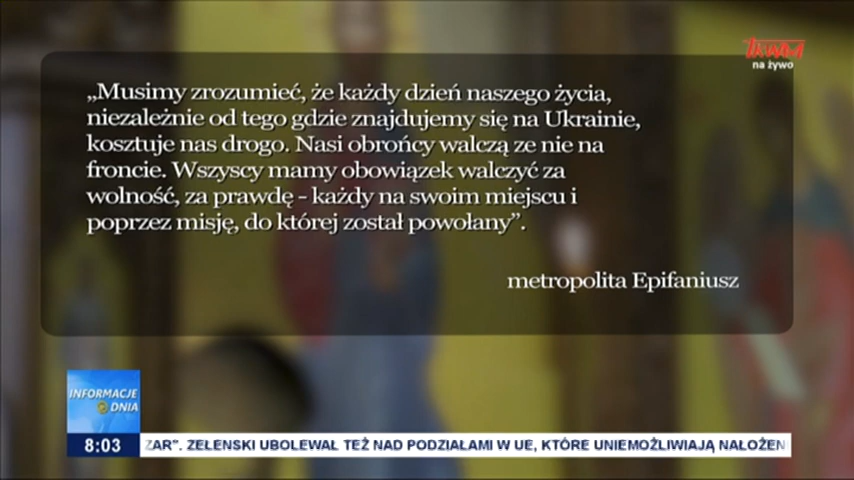 TRWAM
na żywo
„Musimy zrozumieć, że każdy dzień naszego życia,
niezależnie od tego gdzie znajdujemy się na Ukrainie,
kosztuje nas drogo. Nasi obrońcy walczą ze nie na
froncie. Wszyscy mamy obowiązek walczyć za
wolność, za prawdę - każdy na swoim miejscu i
poprzez misję, do której został powołany”.
metropolita Epifaniusz
INFORMACJE
DNIA
8:03
ZAR". ZEŁENSKI UBOLEWAŁ TEŻ NAD PODZIAŁAMI W UE, KTÓRE UNIEMOŻLIWIAJĄ NAŁOŻEN